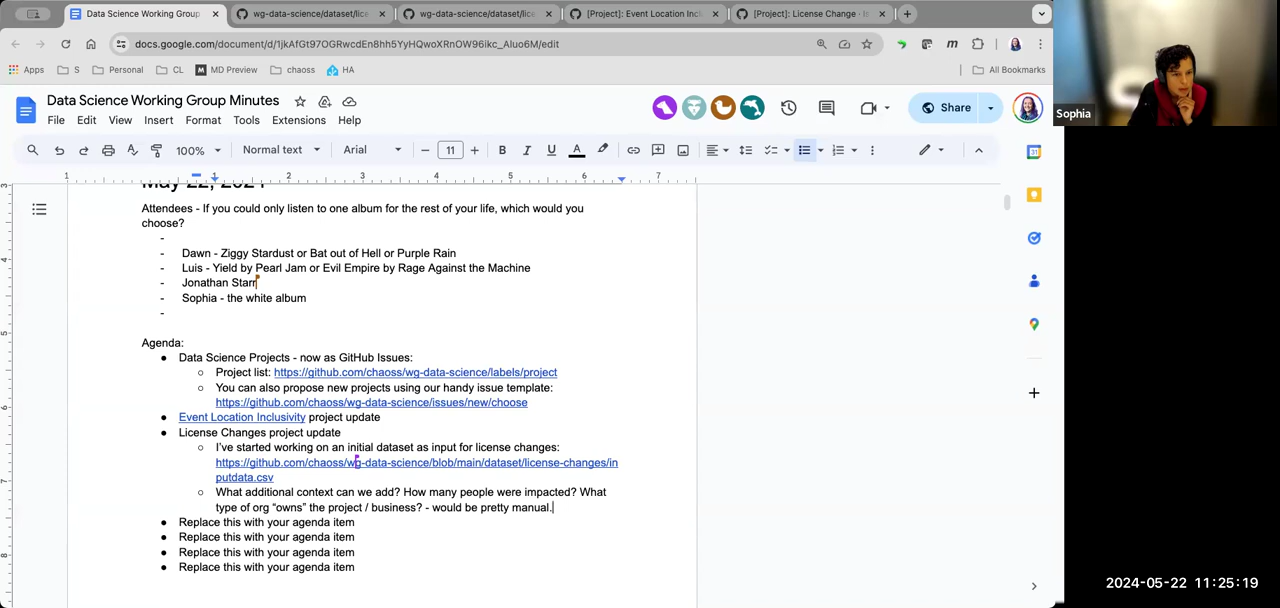 Data Science Working Group
wg-data-science/dataset/lice
wg-data-science/dataset/lice
[Project]: Event Location Incl
[Project]: License Change · Is
docs.google.com/document/d/1jkAfGt97OGRwcdEn8hh5YyHQwoXRnOW96ikc_Aluo6M/edit
Apps
S
Personal
CL
MD Preview
chaoss
HA
All Bookmarks
Data Science Working Group Minutes
Share
File Edit View Insert Format Tools Extensions Help
100% Normal text Arial 11
May 22, 2024
Attendees - If you could only listen to one album for the rest of your life, which would you
choose?
-
- Dawn - Ziggy Stardust or Bat out of Hell or Purple Rain
- Luis - Yield by Pearl Jam or Evil Empire by Rage Against the Machine
- Jonathan Starr
- Sophia - the white album
-
Agenda:
● Data Science Projects - now as GitHub Issues:
○ Project list: https://github.com/chaoss/wg-data-science/labels/project
○ You can also propose new projects using our handy issue template:
https://github.com/chaoss/wg-data-science/issues/new/choose
● Event Location Inclusivity project update
● License Changes project update
○ I've started working on an initial dataset as input for license changes:
https://github.com/chaoss/wg-data-science/blob/main/dataset/license-changes/in
putdata.csv
○ What additional context can we add? How many people were impacted? What
type of org “owns” the project / business? - would be pretty manual.
● Replace this with your agenda item
● Replace this with your agenda item
● Replace this with your agenda item
● Replace this with your agenda item
Sophia
2024-05-22 11:25:19